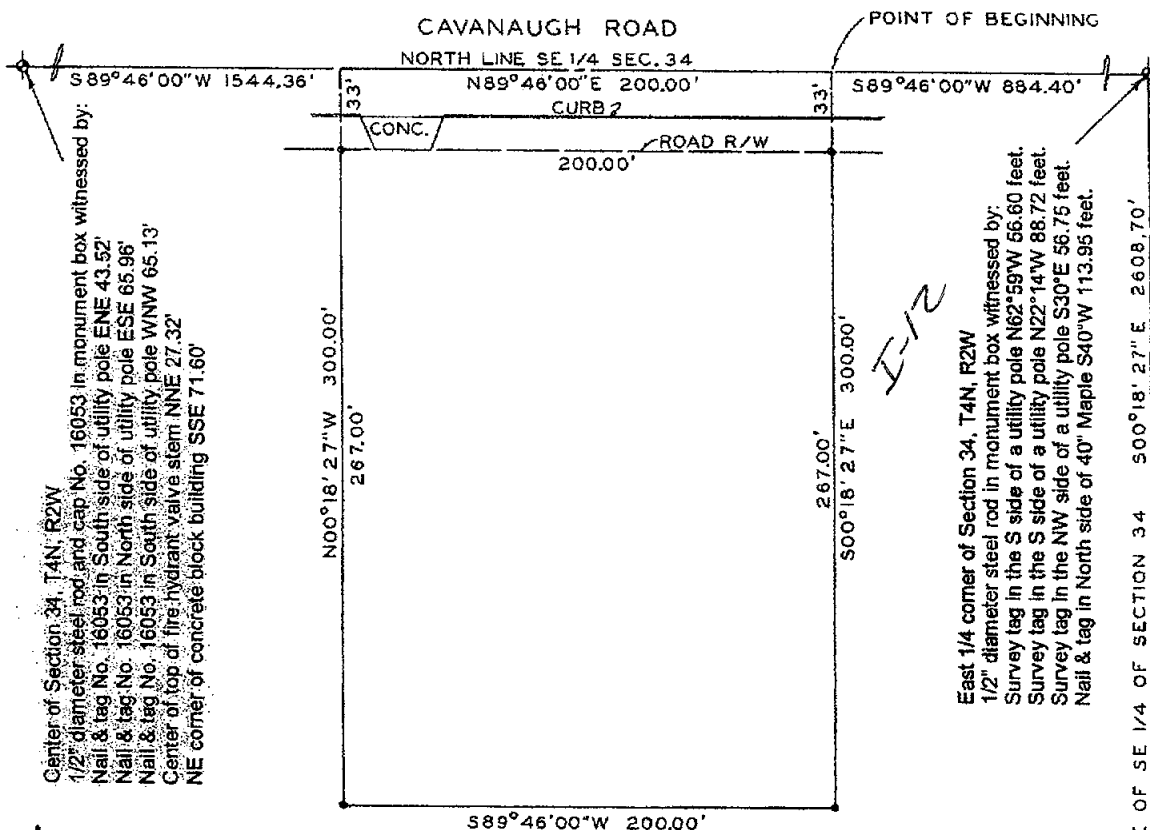 CAVANAUGH ROAD
POINT OF BEGINNING
NORTH LINE SE 1/4 SEC. 34
S89°46'00"W 1544.36'
N89°46'00"E 200.00'
S89°46'00"W 884.40'
33'
33'
CURB
CONC.
ROAD R/W
200.00'
Center of Section 34, T4N, R2W
1/2" diameter steel rod and cap No. 16053 in monument box witnessed by:
Nail & tag No. 16053 in South side of utility pole ENE 43.52'
Nail & tag No. 16053 in North side of utility pole ESE 65.96'
Nail & tag No. 16053 in South side of utility pole WNW 65.13'
Center of top of fire hydrant valve stem NNE 27.32'
NE corner of concrete block building SSE 71.60'
N00°18'27"W 300.00'
267.00'
267.00'
S00°18'27"E 300.00'
I-12
East 1/4 corner of Section 34, T4N, R2W
1/2" diameter steel rod in monument box witnessed by:
Survey tag in the S side of a utility pole N62°59'W 56.60 feet.
Survey tag in the S side of a utility pole N22°14'W 88.72 feet.
Survey tag in the NW side of a utility pole S30°E 56.75 feet.
Nail & tag in North side of 40" Maple S40°W 113.95 feet.
OF SE 1/4 OF SECTION 34 S00°18'27"E 2608.70'
S89°46'00"W 200.00'